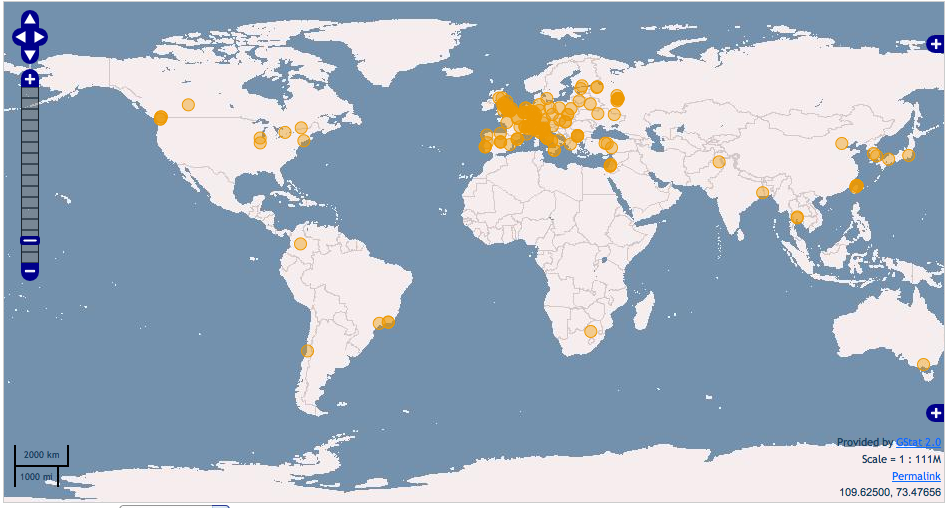 2000 km
1000 mi
Provided by GStat 2.0
Scale = 1 : 111M
Permalink
109.62500, 73.47656